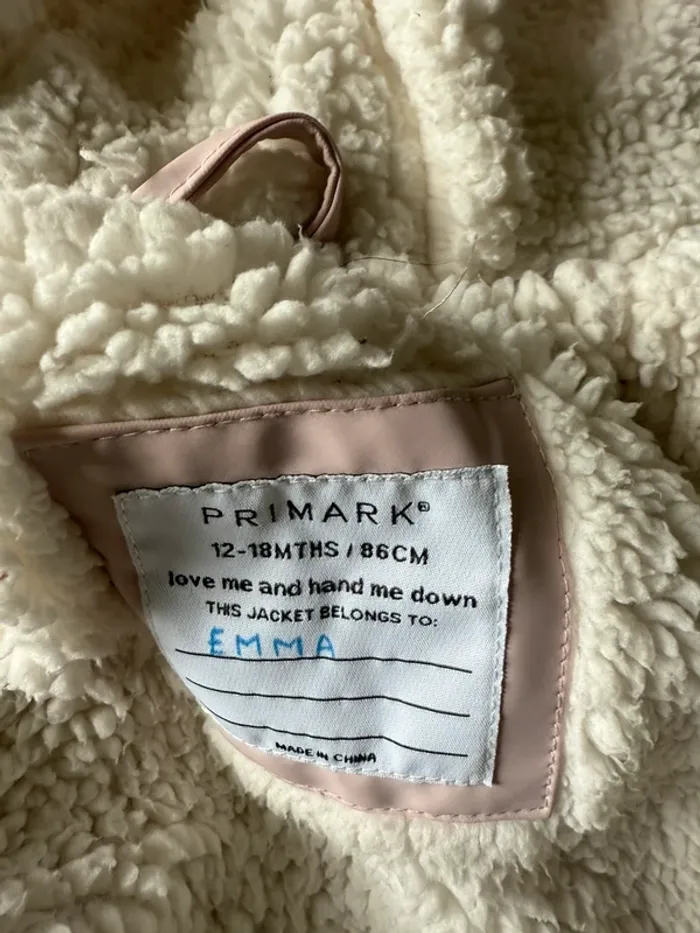 PRIMARK®
12-18MTHS / 86CM
love me and hand me down
THIS JACKET BELONGS TO:
EMMA
MADE IN CHINA